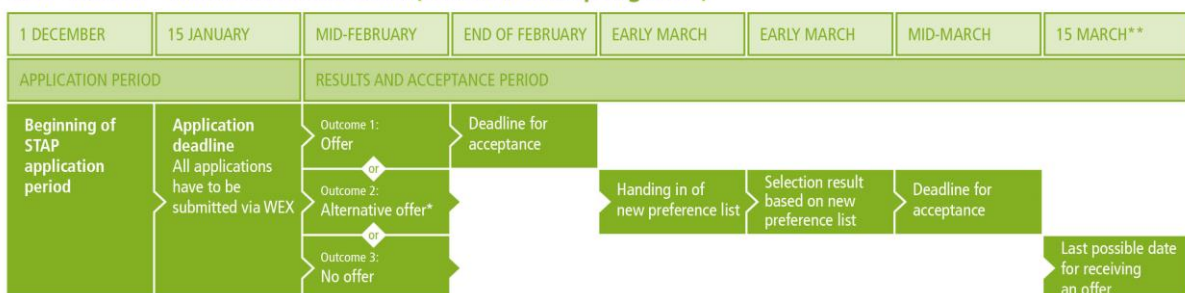 1 DECEMBER
15 JANUARY
MID-FEBRUARY
END OF FEBRUARY
EARLY MARCH
EARLY MARCH
MID-MARCH
15 MARCH**
APPLICATION PERIOD
RESULTS AND ACCEPTANCE PERIOD
Beginning of
STAP
application
period
Application
deadline
All applications
have to be
submitted via WEX
Outcome 1:
Offer
or
Outcome 2:
Alternative offer*
or
Outcome 3:
No offer
Deadline for
acceptance
Handing in of
new preference list
Selection result
based on new
preference list
Deadline for
acceptance
Last possible date
for receiving
an offer